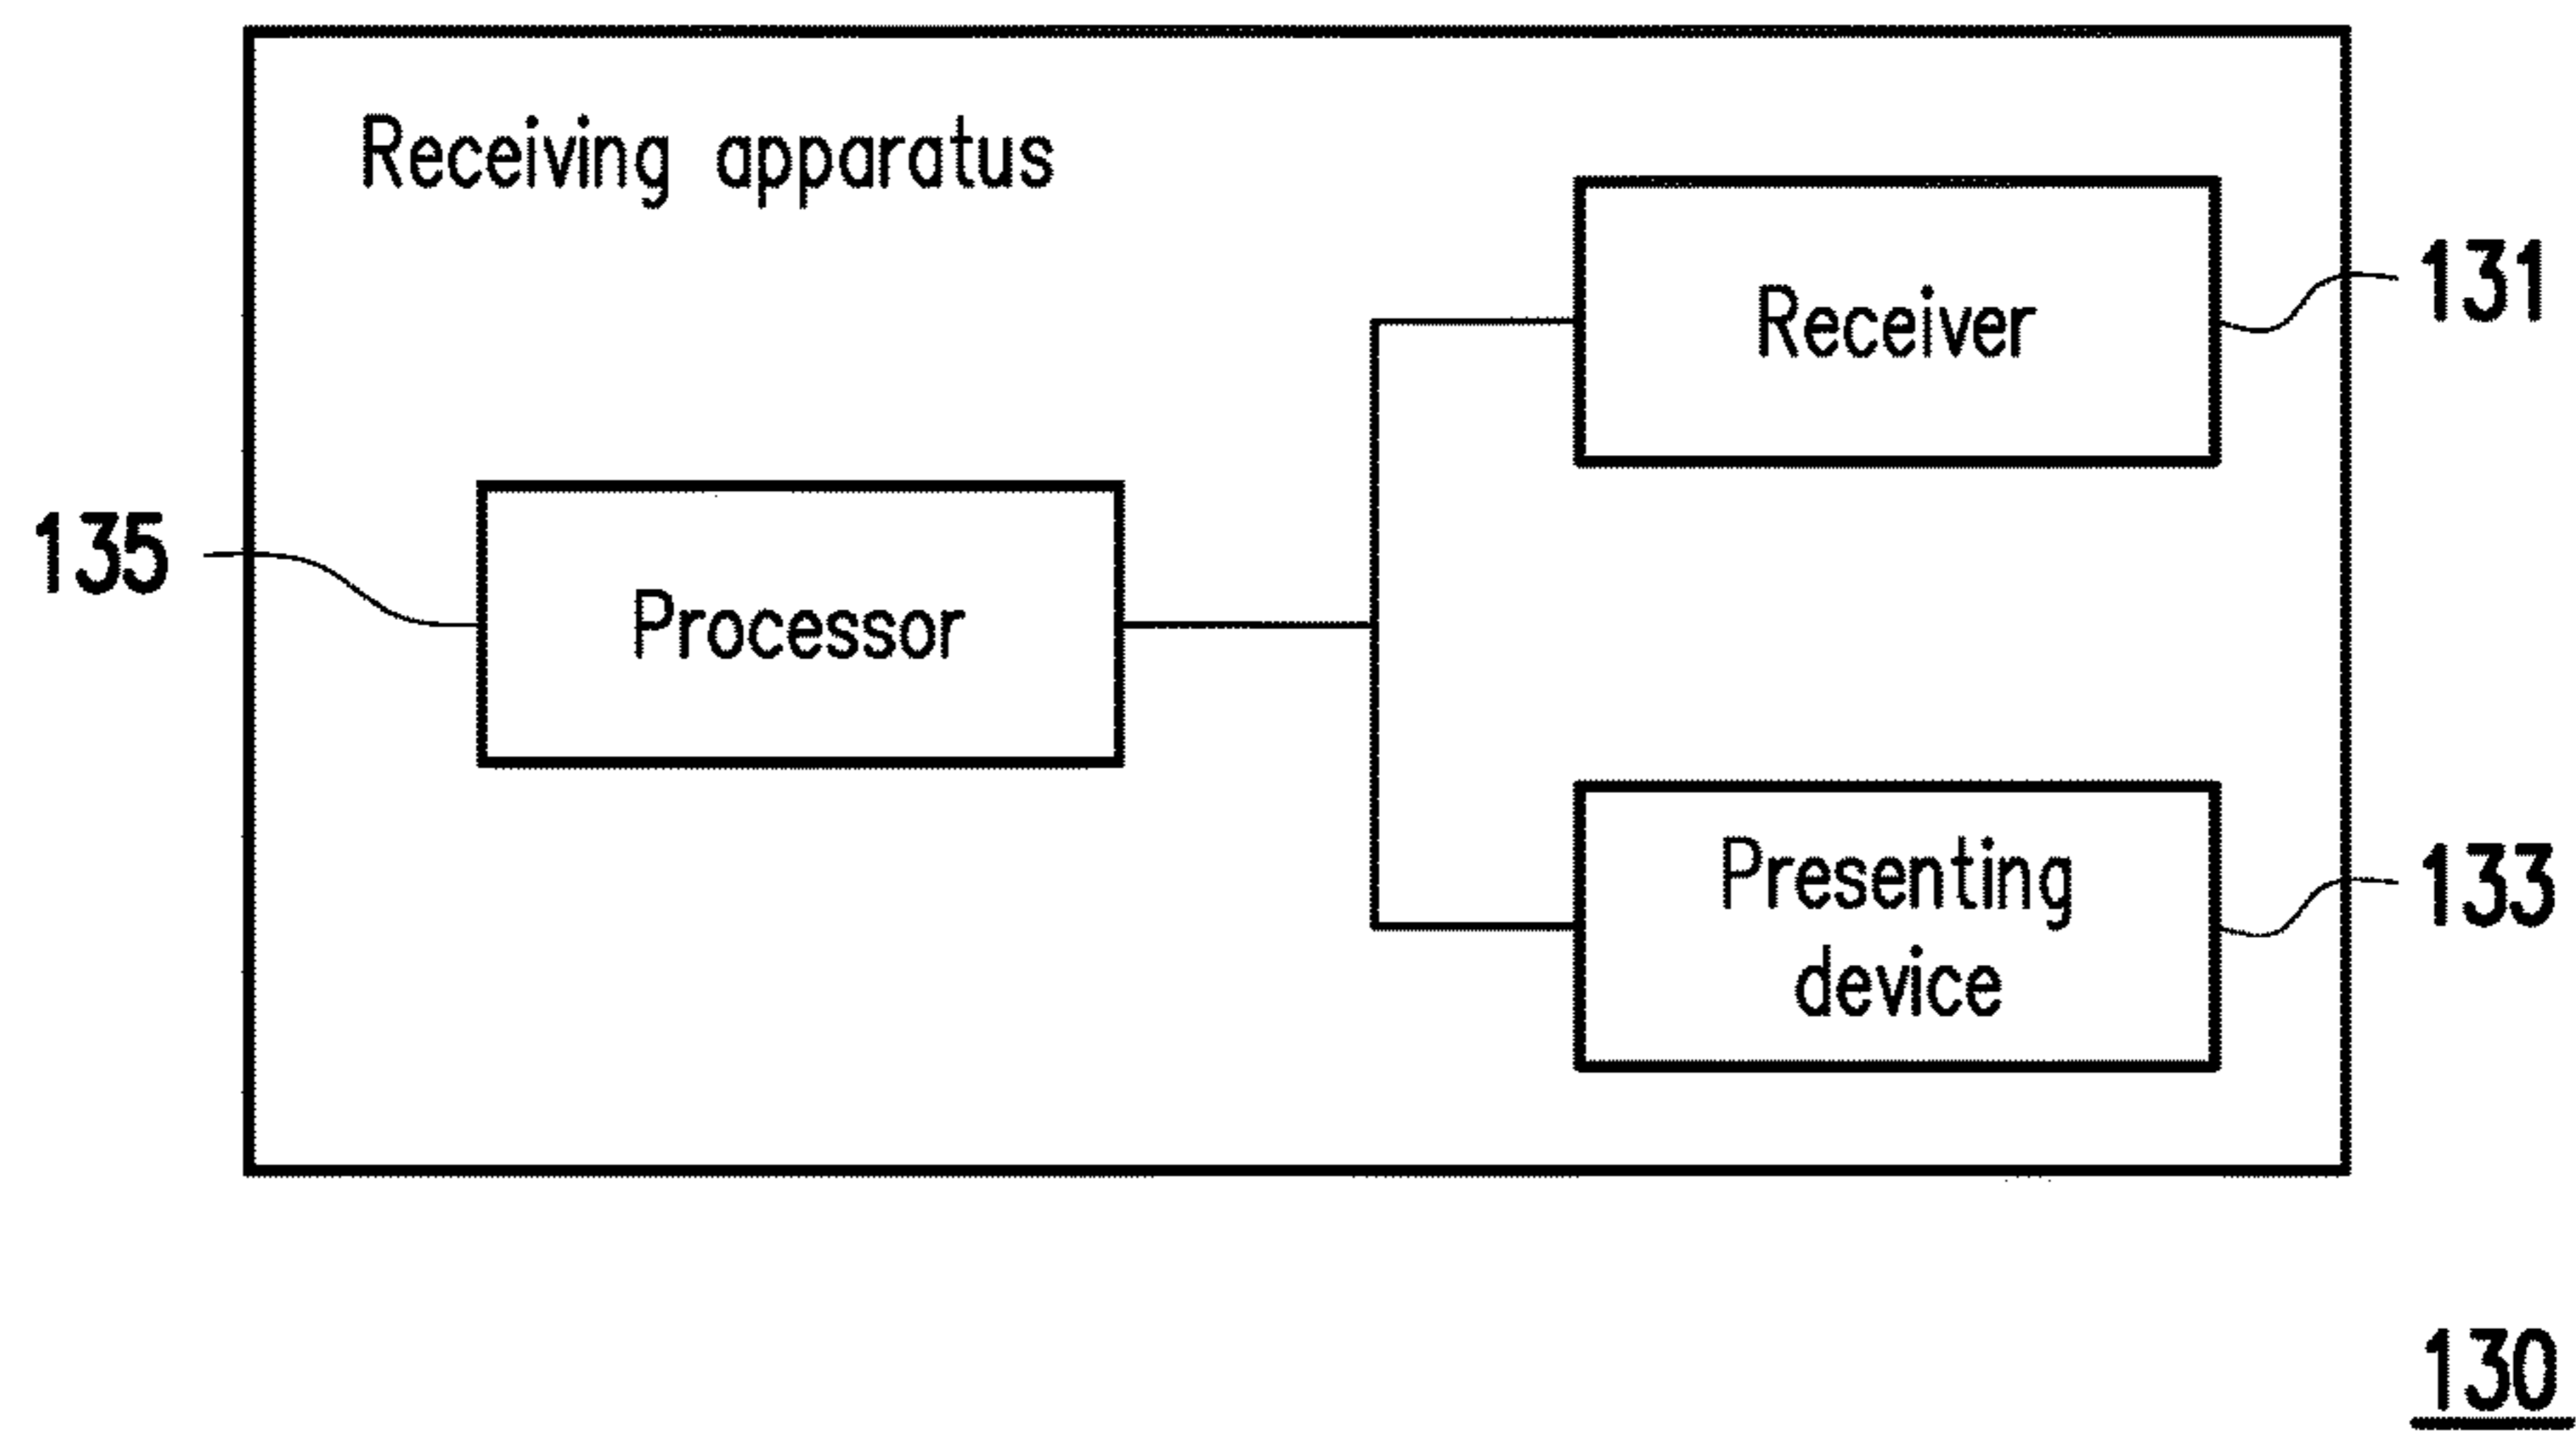 Receiving apparatus
Receiver
131
135
Processor
Presenting
device
133
130